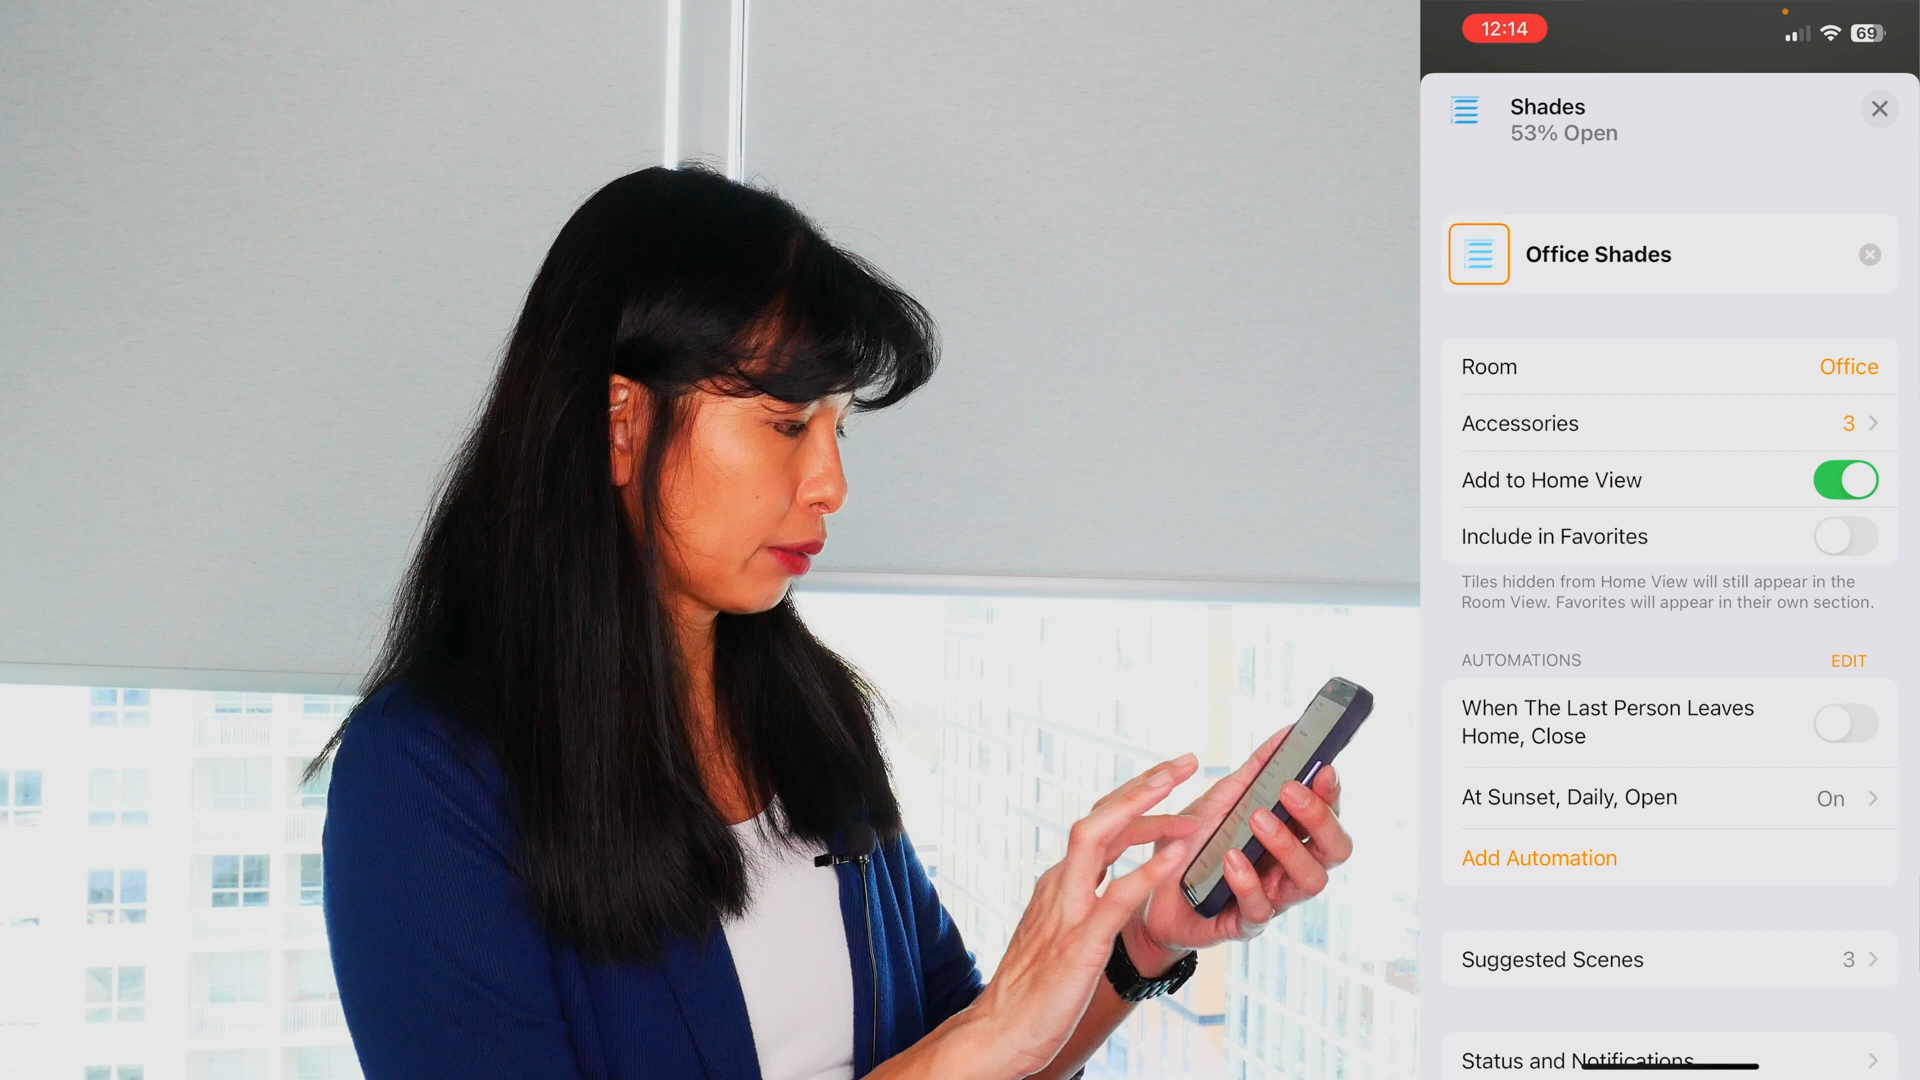 12:14
69
Shades
53% Open
Office Shades
Room
Office
Accessories
3
Add to Home View
Include in Favorites
Tiles hidden from Home View will still appear in the
Room View. Favorites will appear in their own section.
AUTOMATIONS
EDIT
When The Last Person Leaves
Home, Close
At Sunset, Daily, Open
On
Add Automation
Suggested Scenes
3
Status and Notifications